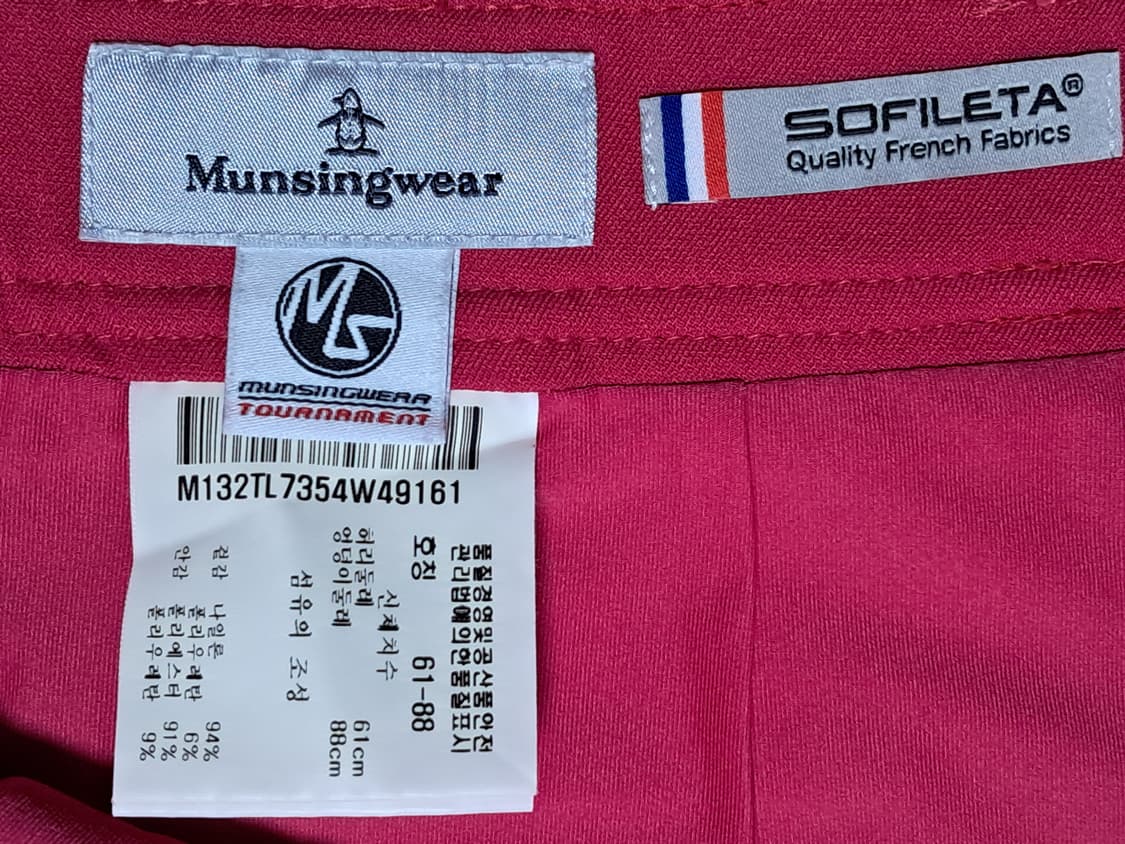 Munsingwear
SOFILETA®
Quality French Fabrics
MG
MUNSINGWEAR
TOURNAMENT
M132TL7354W49161
품질경영및공산품안전
관리법에의한품질표시
호칭 61-88
신체치수
허리둘레 61cm
엉덩이둘레 88cm
섬유의 조성
겉감 나일론 94%
폴리우레탄 6%
안감 폴리에스터 91%
폴리우레탄 9%